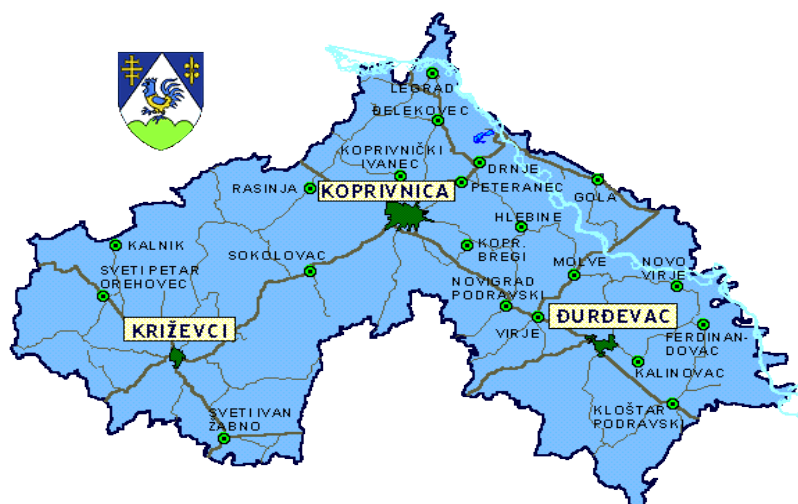 LEGRAD
ĐELEKOVEC
KOPRIVNIČKI
IVANEC
DRNJE
RASINJA
KOPRIVNICA
PETERANEC
GOLA
HLEBINE
KALNIK
SOKOLOVAC
KOPR.
BREGI
SVETI PETAR
OREHOVEC
MOLVE
NOVO
VIRJE
NOVIGRAD
PODRAVSKI
KRIŽEVCI
VIRJE
ĐURĐEVAC
FERDINAN-
DOVAC
KALINOVAC
SVETI IVAN
ŽABNO
KLOŠTAR
PODRAVSKI